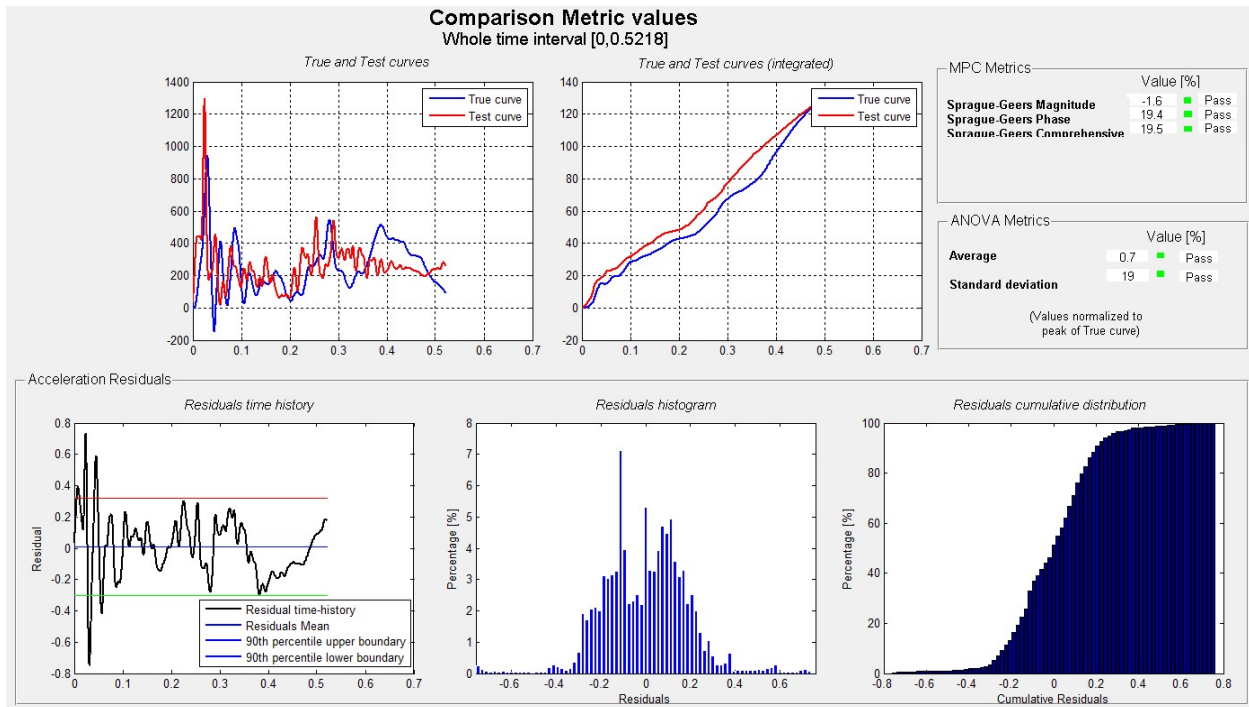 Comparison Metric values
Whole time interval [0,0.5218]
True and Test curves
1400
1200
1000
800
600
400
200
0
-200
0
0.1
0.2
0.3
0.4
0.5
0.6
0.7
True curve
Test curve
True and Test curves (integrated)
140
120
100
80
60
40
20
0
-20
0
0.1
0.2
0.3
0.4
0.5
0.6
0.7
True curve
Test curve
MPC Metrics
Value [%]
Sprague-Geers Magnitude -1.6 Pass
Sprague-Geers Phase 19.4 Pass
Sprague-Geers Comprehensive 19.5 Pass
ANOVA Metrics
Value [%]
Average 0.7 Pass
Standard deviation 19 Pass
(Values normalized to
peak of True curve)
Acceleration Residuals
Residuals time history
Residual
0.8
0.6
0.4
0.2
0
-0.2
-0.4
-0.6
-0.8
0
0.1
0.2
0.3
0.4
0.5
0.6
0.7
Residual time-history
Residuals Mean
90th percentile upper boundary
90th percentile lower boundary
Residuals histogram
Percentage [%]
8
7
6
5
4
3
2
1
0
-0.6
-0.4
-0.2
0
0.2
0.4
0.6
Residuals
Residuals cumulative distribution
Percentage [%]
100
80
60
40
20
0
-0.8
-0.6
-0.4
-0.2
0
0.2
0.4
0.6
0.8
Cumulative Residuals